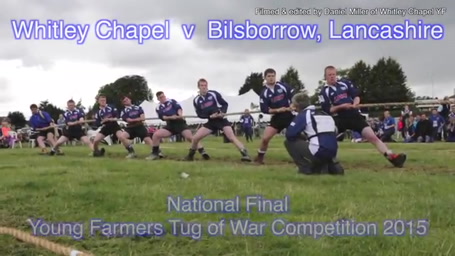 Filmed & edited by Daniel Miller of Whitley Chapel YF
Whitley Chapel v Bilsborrow, Lancashire
National Final
Young Farmers Tug of War Competition 2015